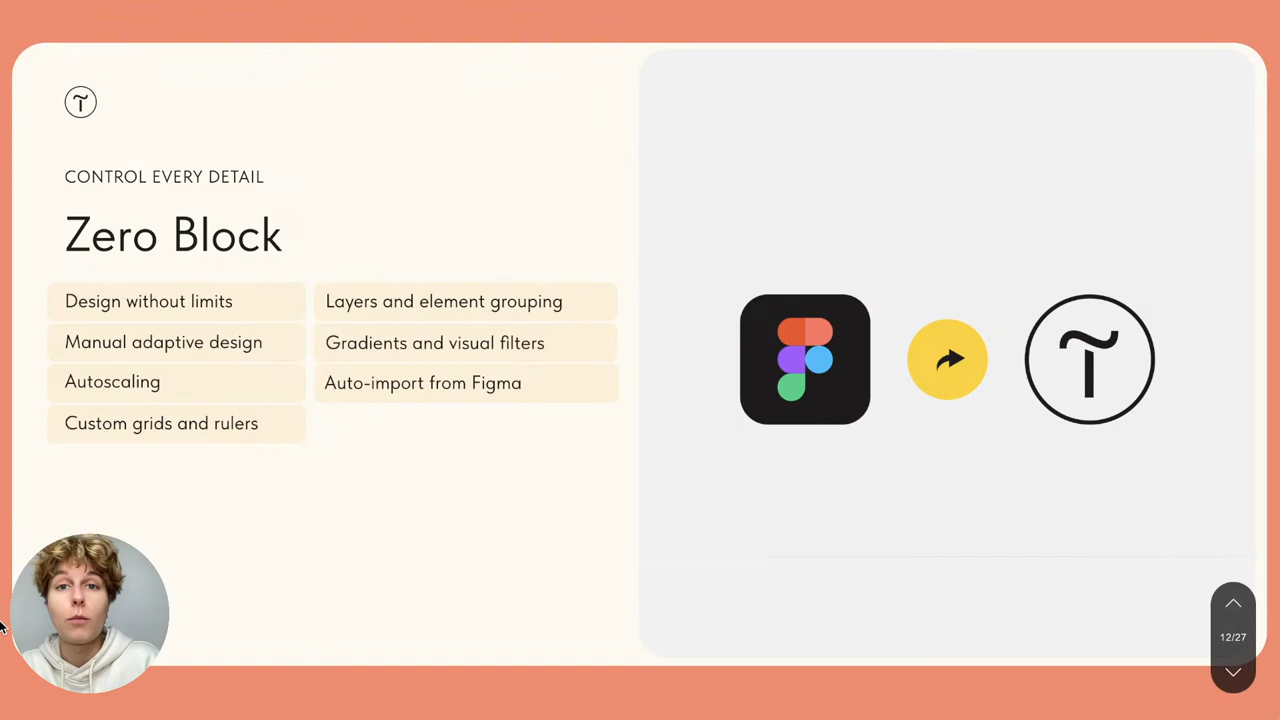 CONTROL EVERY DETAIL
Zero Block
Design without limits
Manual adaptive design
Autoscaling
Custom grids and rulers
Layers and element grouping
Gradients and visual filters
Auto-import from Figma
12/27